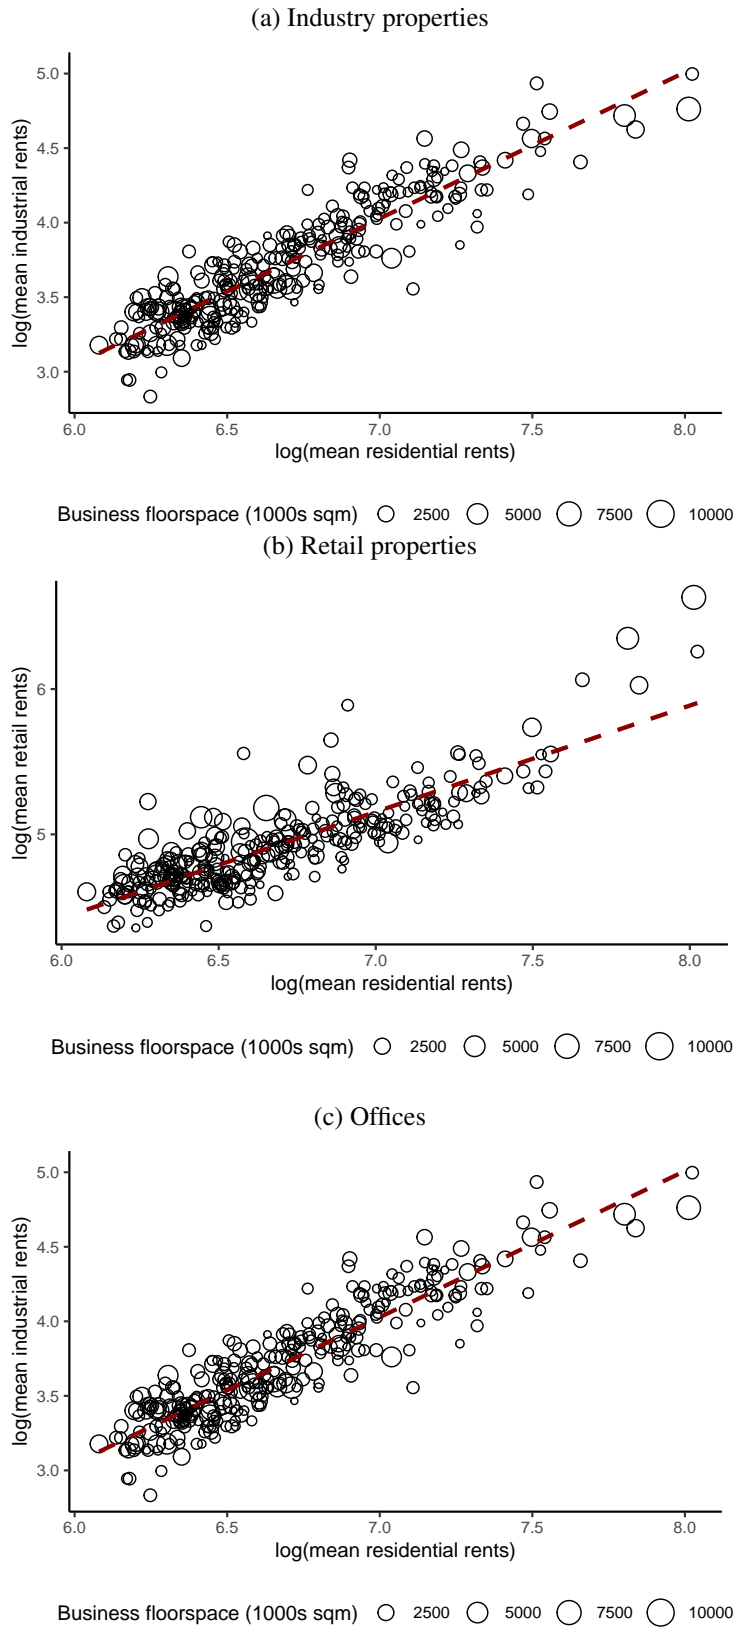 (a) Industry properties
5.0
4.5
4.0
3.5
3.0
log(mean industrial rents)
6.0 6.5 7.0 7.5 8.0
log(mean residential rents)
Business floorspace (1000s sqm) 2500 5000 7500 10000
(b) Retail properties
6
5
log(mean retail rents)
6.0 6.5 7.0 7.5 8.0
log(mean residential rents)
Business floorspace (1000s sqm) 2500 5000 7500 10000
(c) Offices
5.0
4.5
4.0
3.5
3.0
log(mean industrial rents)
6.0 6.5 7.0 7.5 8.0
log(mean residential rents)
Business floorspace (1000s sqm) 2500 5000 7500 10000